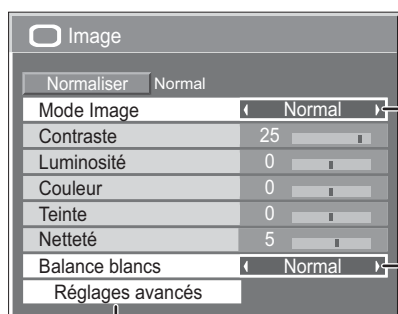 Image
Normaliser Normal
Mode Image Normal
Contraste 25
Luminosité 0
Couleur 0
Teinte 0
Netteté 5
Balance blancs Normal
Réglages avancés